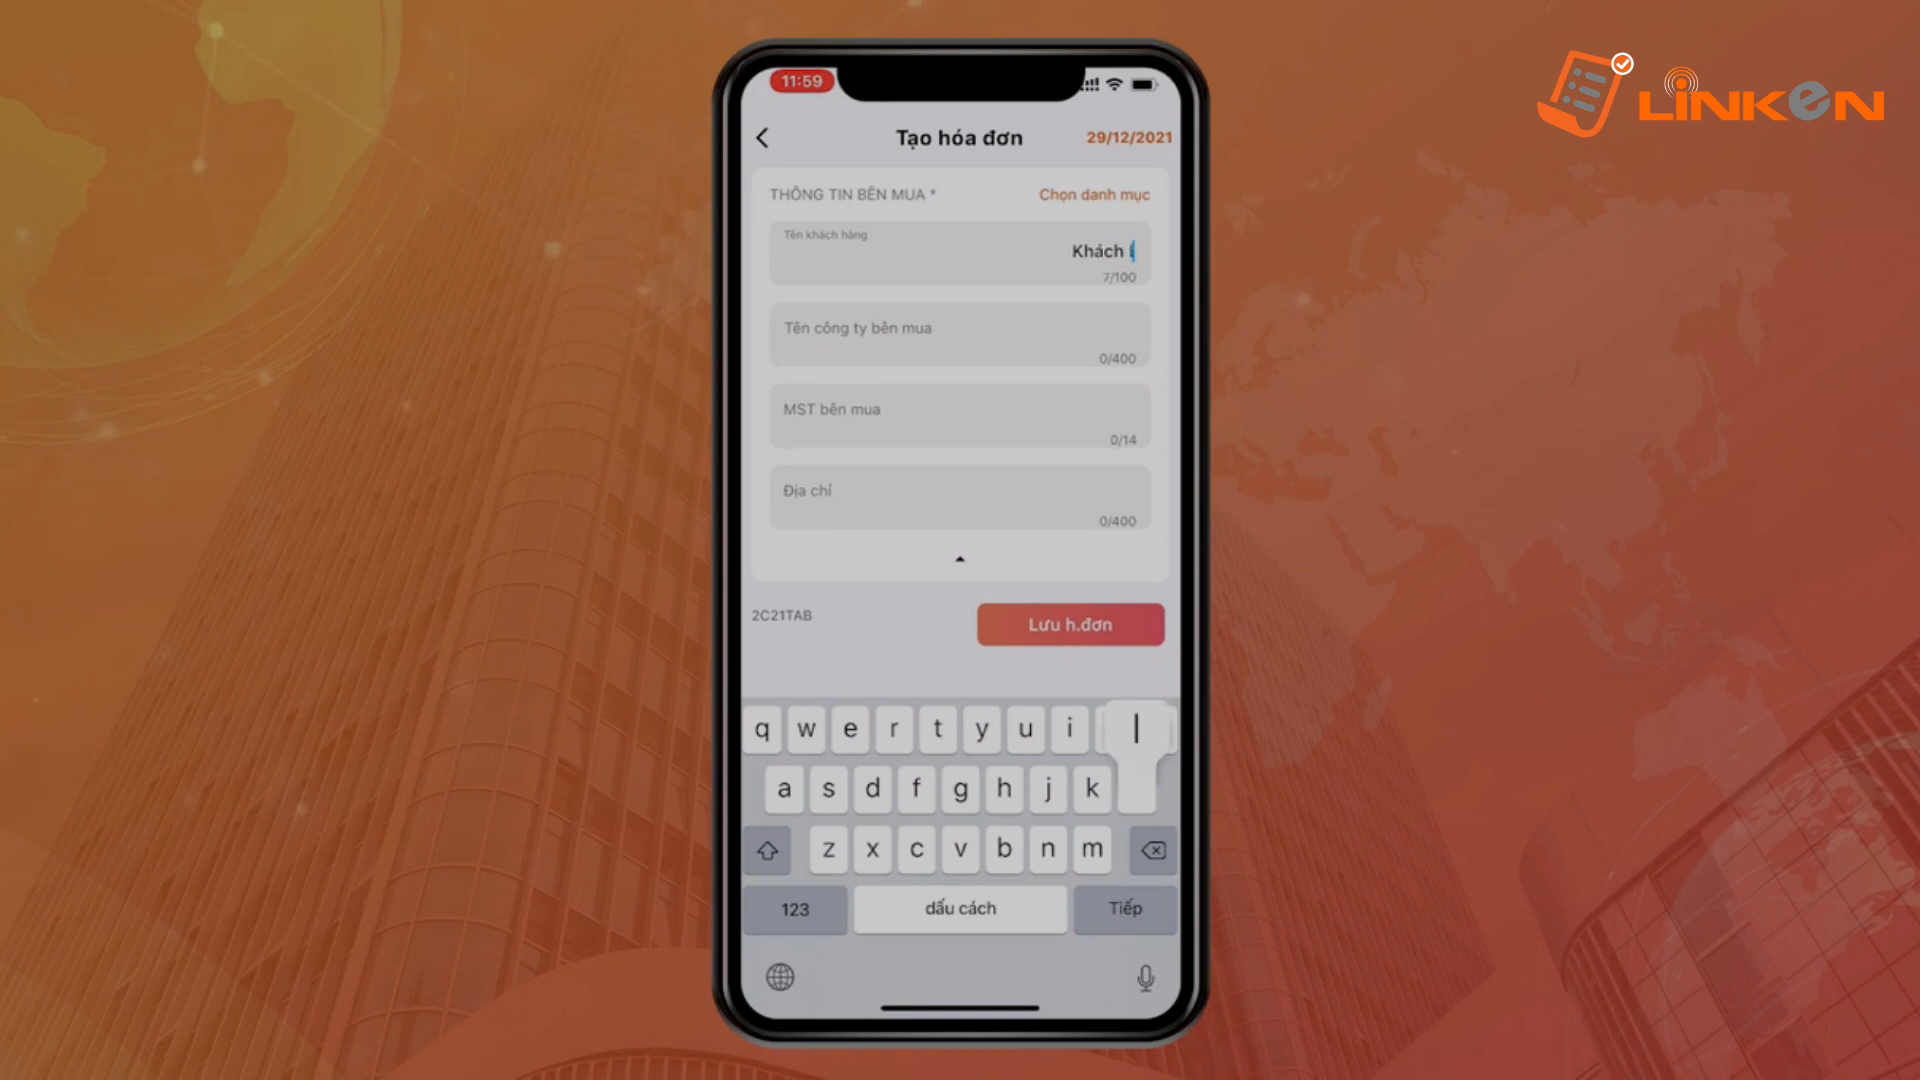 LINKEN
11:59
Tạo hóa đơn
29/12/2021
THÔNG TIN BÊN MUA *
Chọn danh mục
Tên khách hàng
Khách l
7/100
Tên công ty bên mua
0/400
MST bên mua
0/14
Địa chỉ
0/400
2C21TAB
Lưu h.đơn
q w e r t y u i l
a s d f g h j k
z x c v b n m
123 dấu cách Tiếp